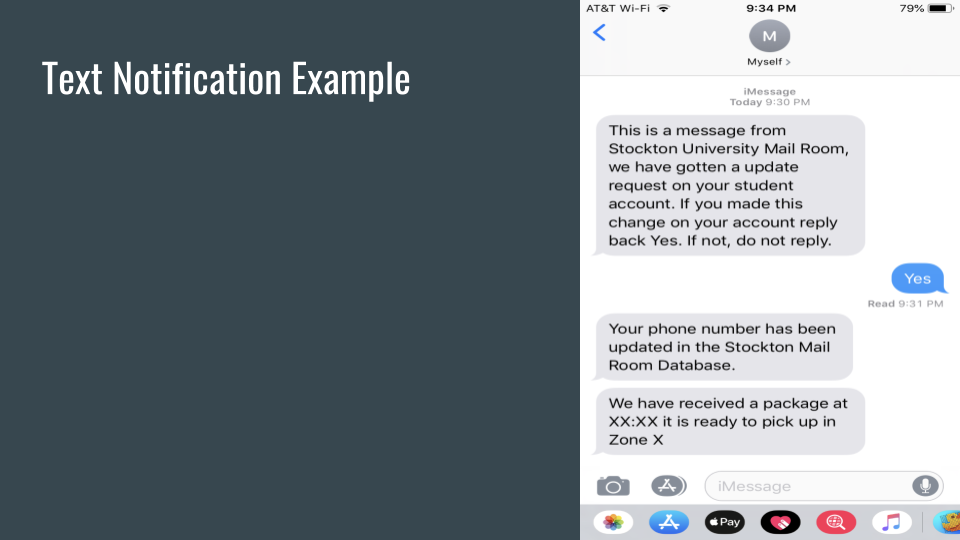 Text Notification Example
AT&T Wi-Fi 9:34 PM 79%
M
Myself >
iMessage
Today 9:30 PM
This is a message from
Stockton University Mail Room,
we have gotten a update
request on your student
account. If you made this
change on your account reply
back Yes. If not, do not reply.
Yes
Read 9:31 PM
Your phone number has been
updated in the Stockton Mail
Room Database.
We have received a package at
XX:XX it is ready to pick up in
Zone X
iMessage
Pay